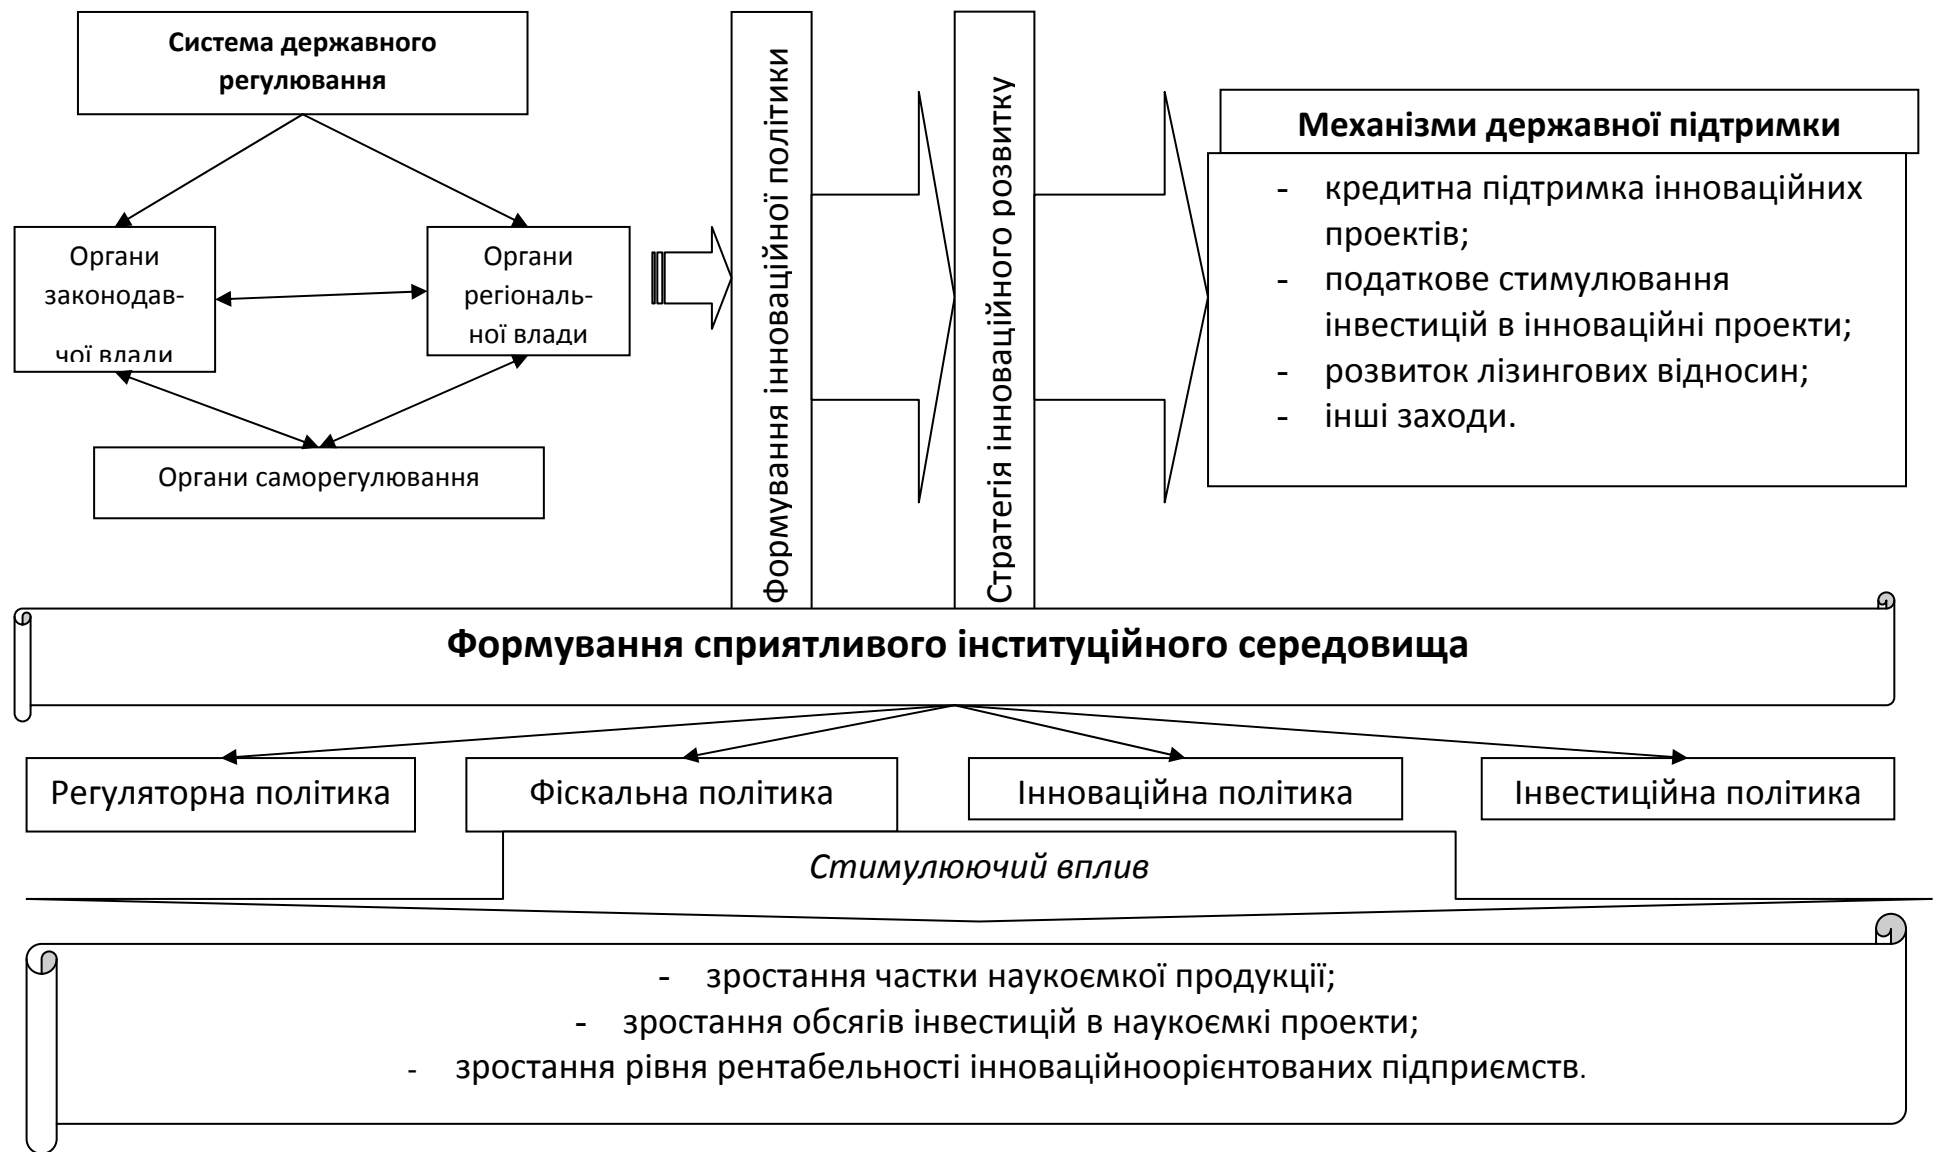 Система державного
регулювання
Органи
законодав-
чої влади
Органи
регіональ-
ної влади
Органи саморегулювання
Формування інноваційної політики
Стратегія інноваційного розвитку
Механізми державної підтримки
- кредитна підтримка інноваційних
проектів;
- податкове стимулювання
інвестицій в інноваційні проекти;
- розвиток лізингових відносин;
- інші заходи.
Формування сприятливого інституційного середовища
Регуляторна політика
Фіскальна політика
Інноваційна політика
Інвестиційна політика
Стимулюючий вплив
- зростання частки наукоємкої продукції;
- зростання обсягів інвестицій в наукоємкі проекти;
- зростання рівня рентабельності інноваційноорієнтованих підприємств.